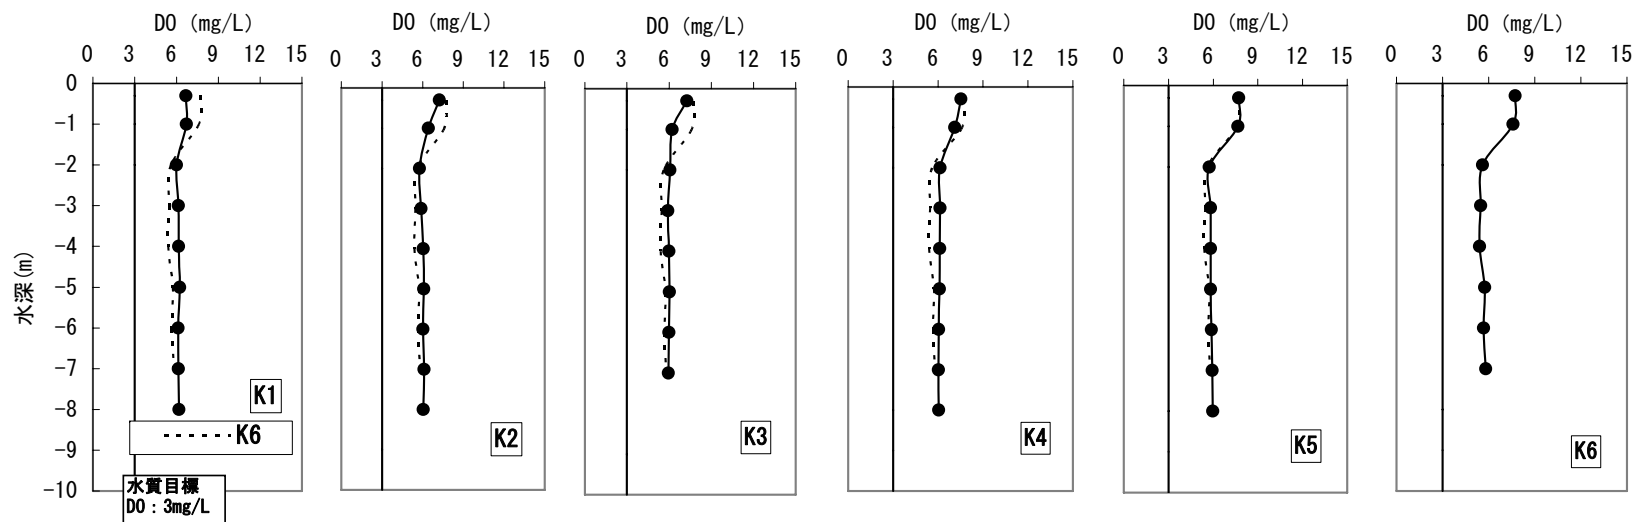 DO (mg/L) DO (mg/L) DO (mg/L) DO (mg/L) DO (mg/L) DO (mg/L)
0 3 6 9 12 15 0 3 6 9 12 15 0 3 6 9 12 15 0 3 6 9 12 15 0 3 6 9 12 15 0 3 6 9 12 15
0
-1
-2
-3
-4
-5
-6
-7
-8
-9
-10
水深(m)
K1
K6
K2
K3
K4
K5
K6
水質目標
DO：3mg/L